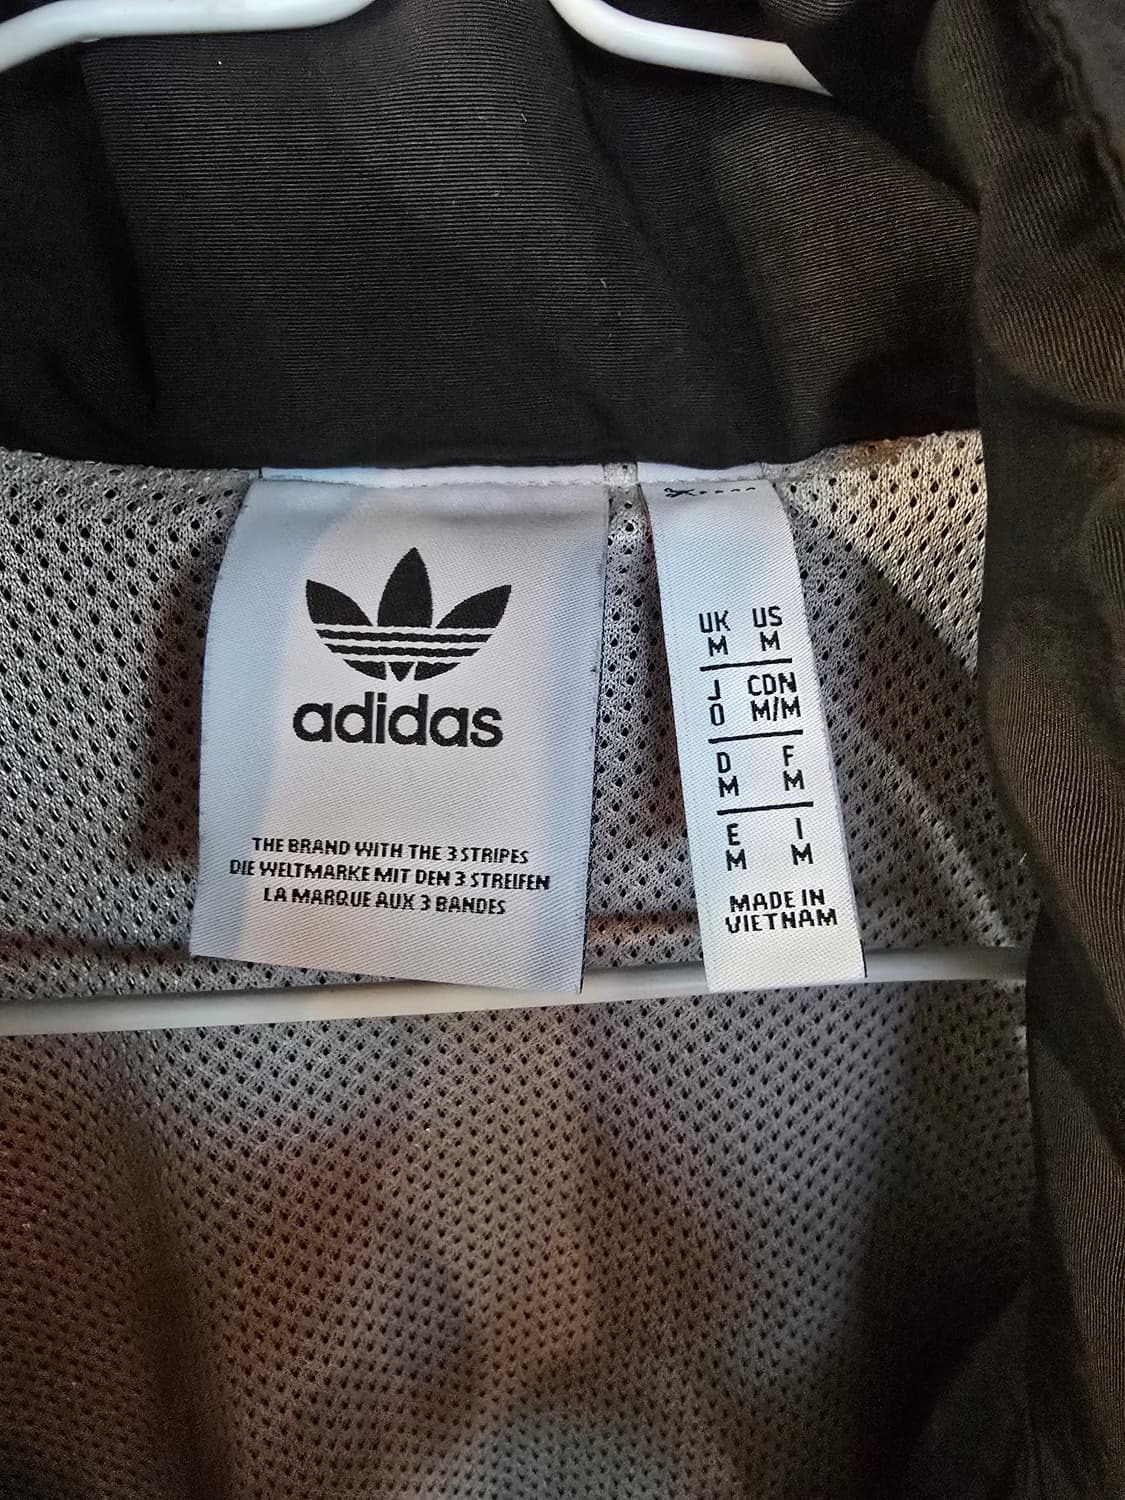 adidas
THE BRAND WITH THE 3 STRIPES
DIE WELTMARKE MIT DEN 3 STREIFEN
LA MARQUE AUX 3 BANDES
UK US
M M
J CDN
O M/M
D F
M M
E I
M M
MADE IN
VIETNAM